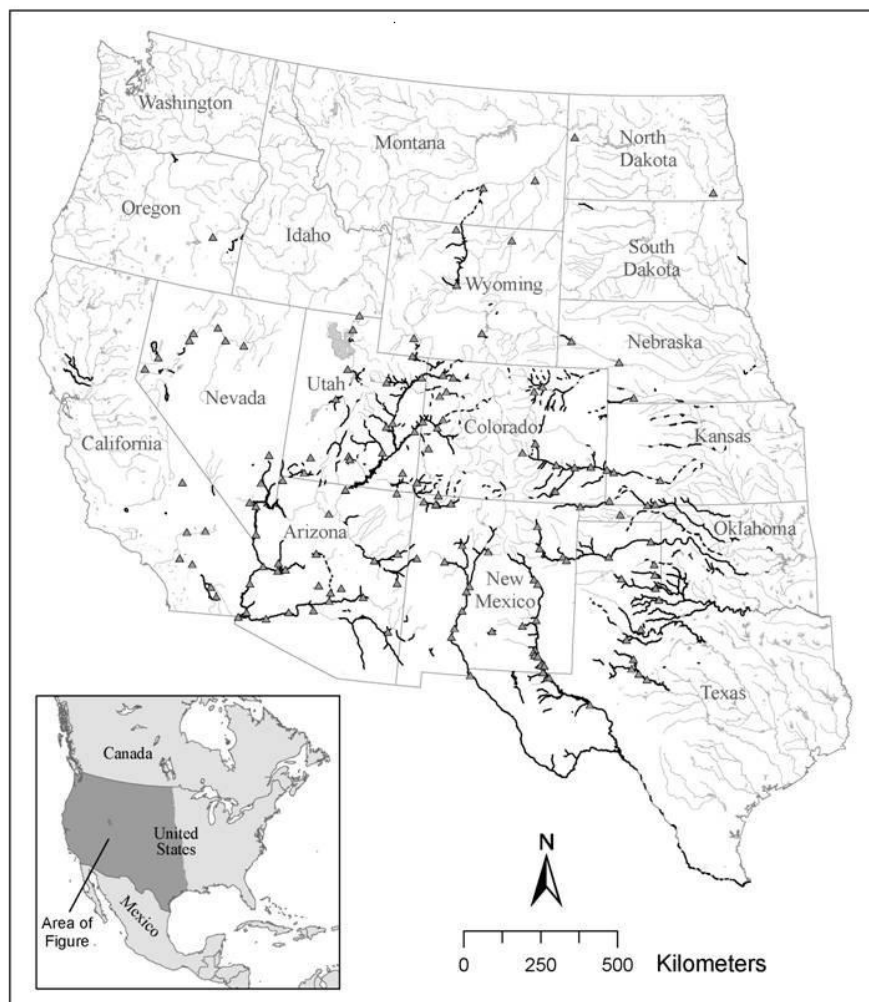 Washington
Montana
North
Dakota
Oregon
Idaho
South
Dakota
Wyoming
Nebraska
Nevada
Utah
Colorado
Kansas
California
Arizona
Oklahoma
New
Mexico
Texas
Canada
United
States
Mexico
Area of
Figure
N
0 250 500 Kilometers